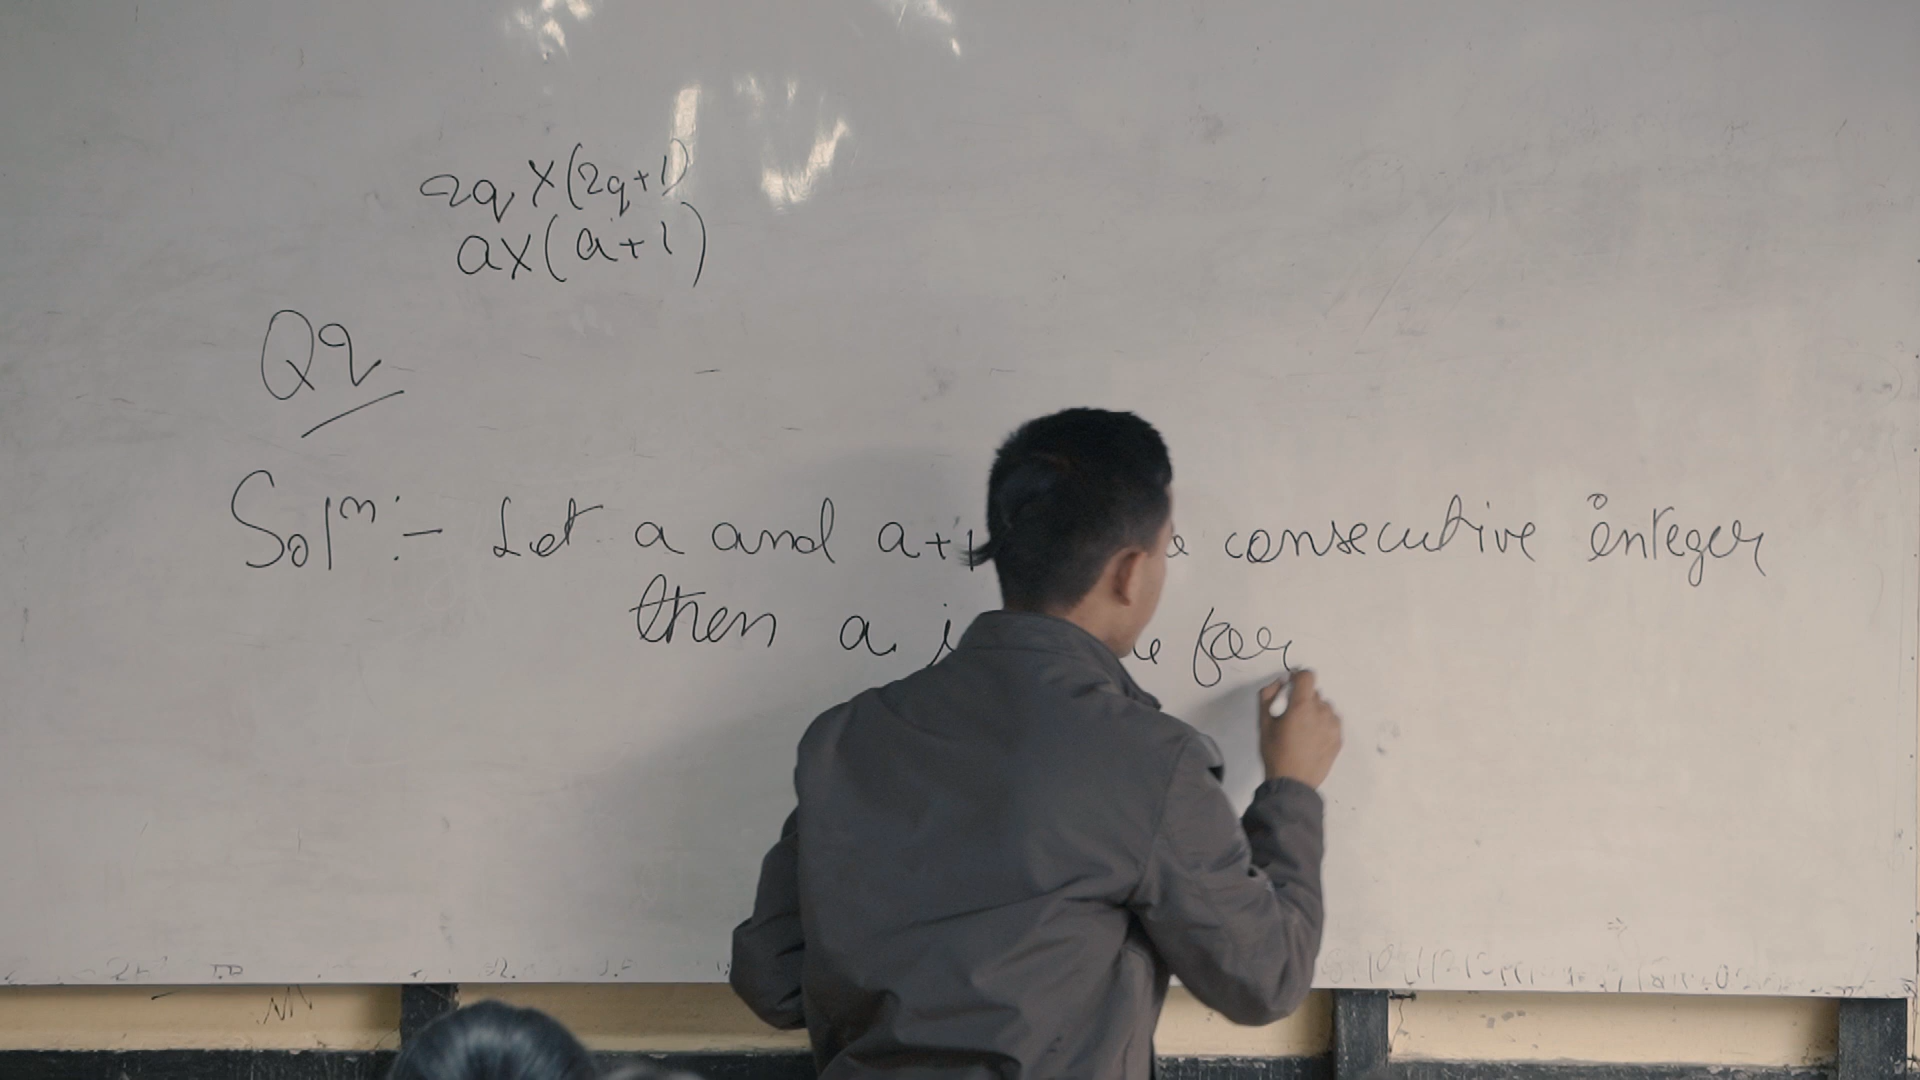 2q X (2q+1)
a X (a+1)
Q2
Solⁿ:- Let a and a+1 consecutive integer
then a